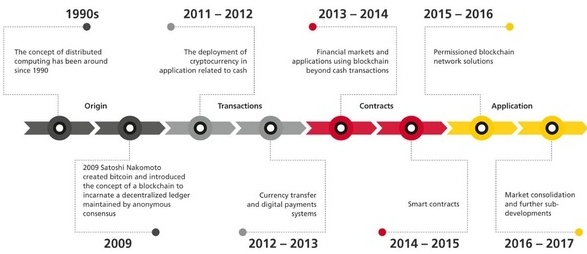 1990s
The concept of distributed
computing has been around
since 1990
2011 – 2012
The deployment of
cryptocurrency in
application related to cash
2013 – 2014
Financial markets and
applications using blockchain
beyond cash transactions
2015 – 2016
Permissioned blockchain
network solutions
Origin
Transactions
Contracts
Application
2009 Satoshi Nakomoto
created bitcoin and introduced
the concept of a blockchain to
incarnate a decentralized ledger
maintained by anonymous
consensus
2009
Currency transfer
and digital payments
systems
2012 – 2013
Smart contracts
2014 – 2015
Market consolidation
and further sub-
developments
2016 – 2017